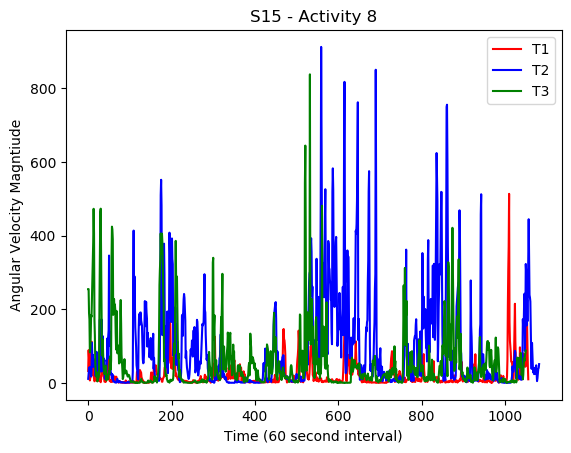 S15 - Activity 8
T1
T2
T3
Angular Velocity Magntiude
800
600
400
200
0
0 200 400 600 800 1000
Time (60 second interval)